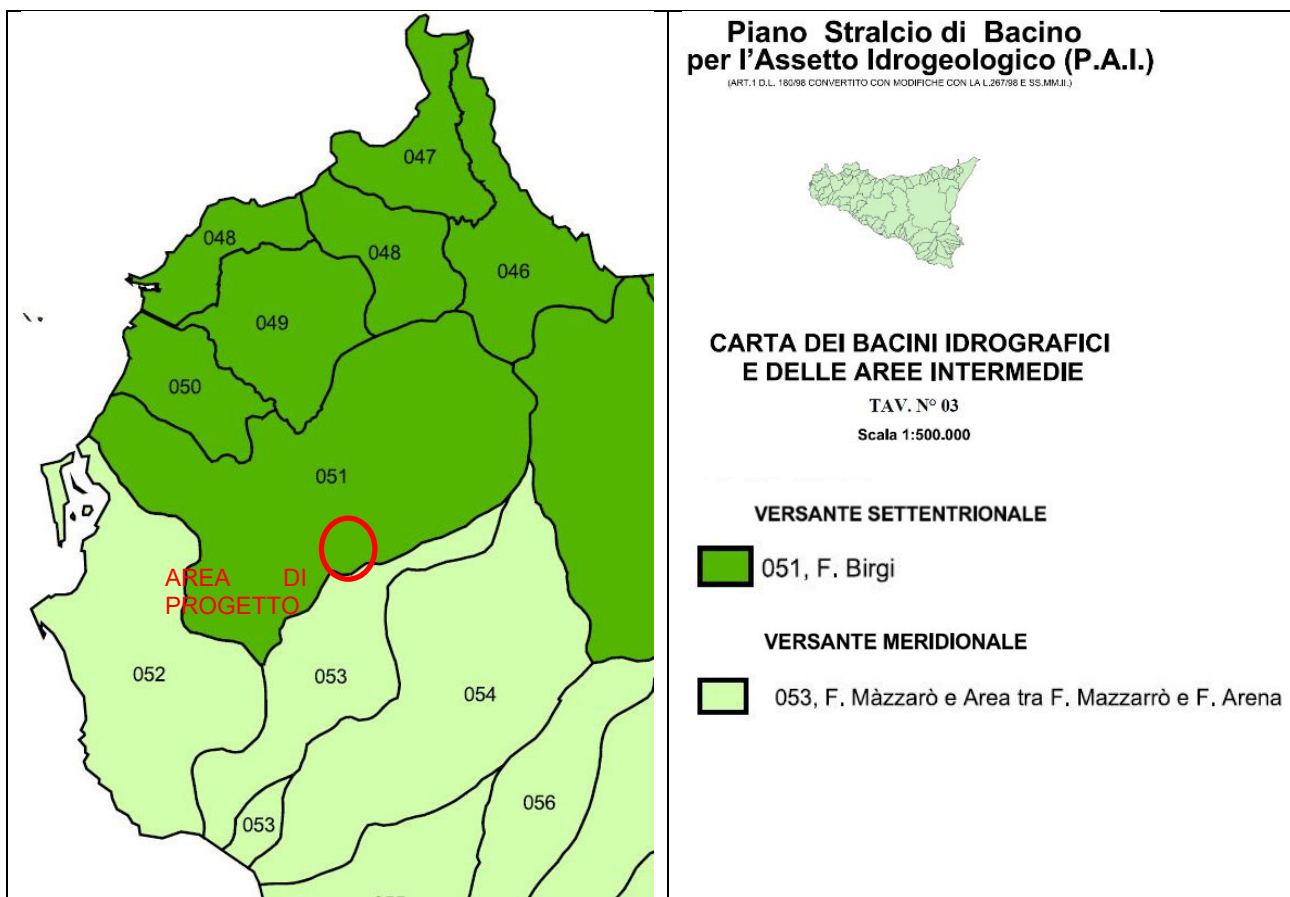 047
048
048
046
049
050
051
AREA DI
PROGETTO
052
053
054
053
056
Piano Stralcio di Bacino
per l'Assetto Idrogeologico (P.A.I.)
(ART.1 D.L. 180/98 CONVERTITO CON MODIFICHE CON LA L.267/98 E SS.MM.II.)
CARTA DEI BACINI IDROGRAFICI
E DELLE AREE INTERMEDIE
TAV. N° 03
Scala 1:500.000
VERSANTE SETTENTRIONALE
051, F. Birgi
VERSANTE MERIDIONALE
053, F. Màzzarò e Area tra F. Mazzarrò e F. Arena